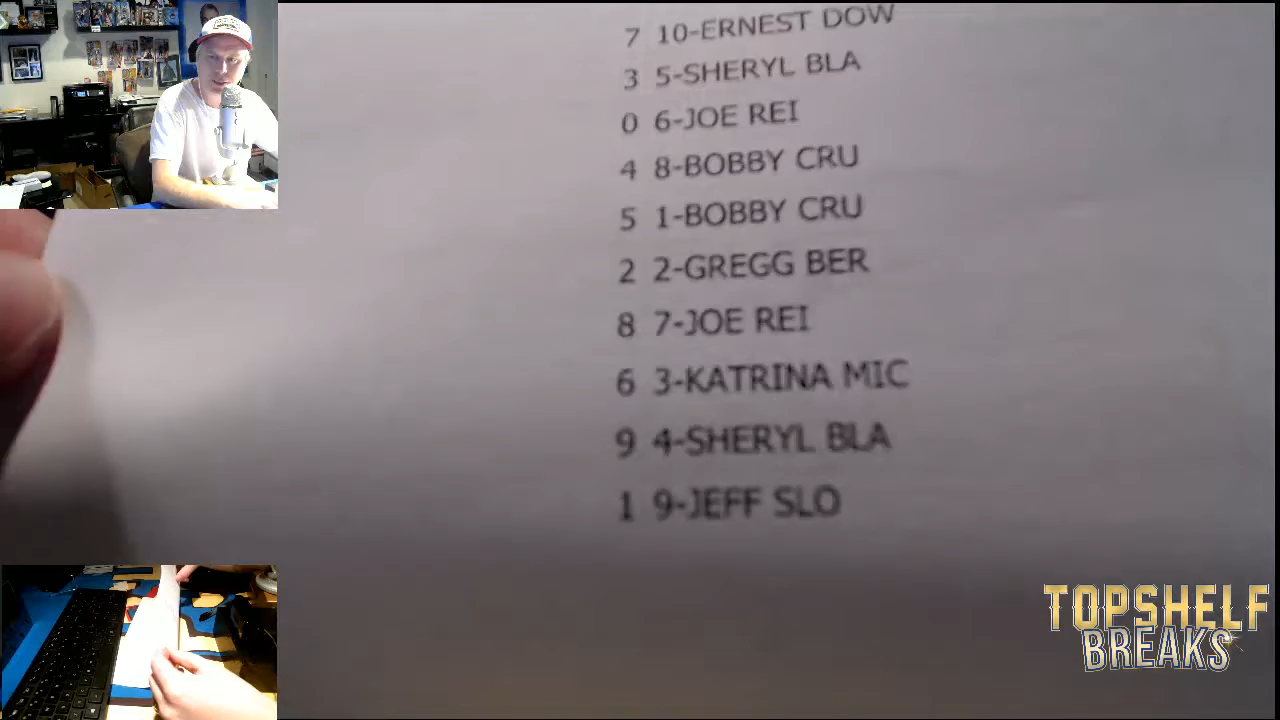 7 10-ERNEST DOW
3 5-SHERYL BLA
0 6-JOE REI
4 8-BOBBY CRU
5 1-BOBBY CRU
2 2-GREGG BER
8 7-JOE REI
6 3-KATRINA MIC
9 4-SHERYL BLA
1 9-JEFF SLO
TOPSHELF
BREAKS